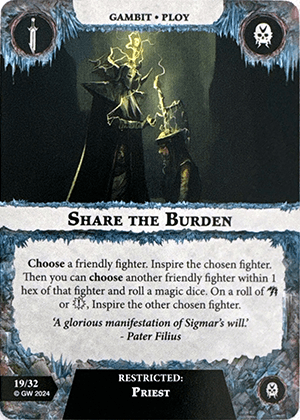 GAMBIT • PLOY
SHARE THE BURDEN
Choose a friendly fighter. Inspire the chosen fighter.
Then you can choose another friendly fighter within 1
hex of that fighter and roll a magic dice. On a roll of
or , Inspire the other chosen fighter.
'A glorious manifestation of Sigmar's will.'
- Pater Filius
19/32
© GW 2024
RESTRICTED:
PRIEST